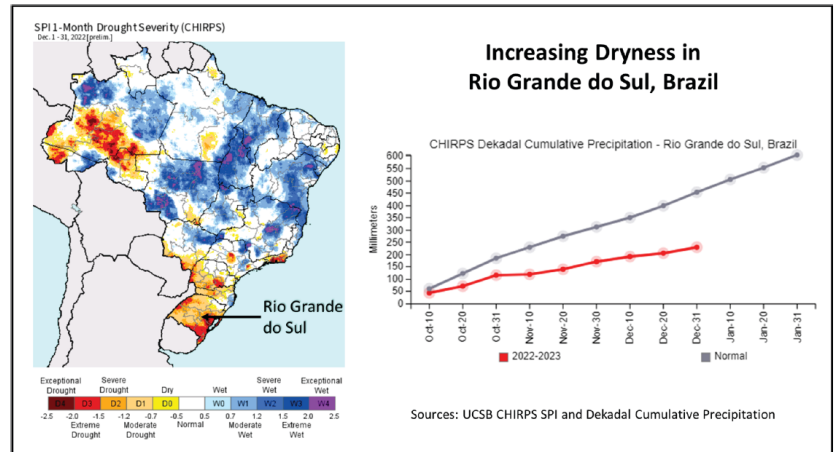 SPI 1-Month Drought Severity (CHIRPS)
Dec. 1 - 31, 2022 [prelim.]
Rio Grande
do Sul
Exceptional Drought
Severe Drought
Dry
Wet
Severe Wet
Exceptional Wet
D4 D3 D2 D1 D0 W0 W1 W2 W3 W4
-2.5 -2.0 -1.6 -1.2 -0.7 -0.5 0.5 0.7 1.2 1.6 2.0 2.5
Extreme Drought
Moderate Drought
Normal
Moderate Wet
Extreme Wet
Increasing Dryness in
Rio Grande do Sul, Brazil
CHIRPS Dekadal Cumulative Precipitation - Rio Grande do Sul, Brazil
Millimeters
600
550
500
450
400
350
300
250
200
150
100
50
0
Oct-10
Oct-20
Oct-31
Nov-10
Nov-20
Nov-30
Dec-10
Dec-20
Dec-31
Jan-10
Jan-20
Jan-31
2022-2023
Normal
Sources: UCSB CHIRPS SPI and Dekadal Cumulative Precipitation